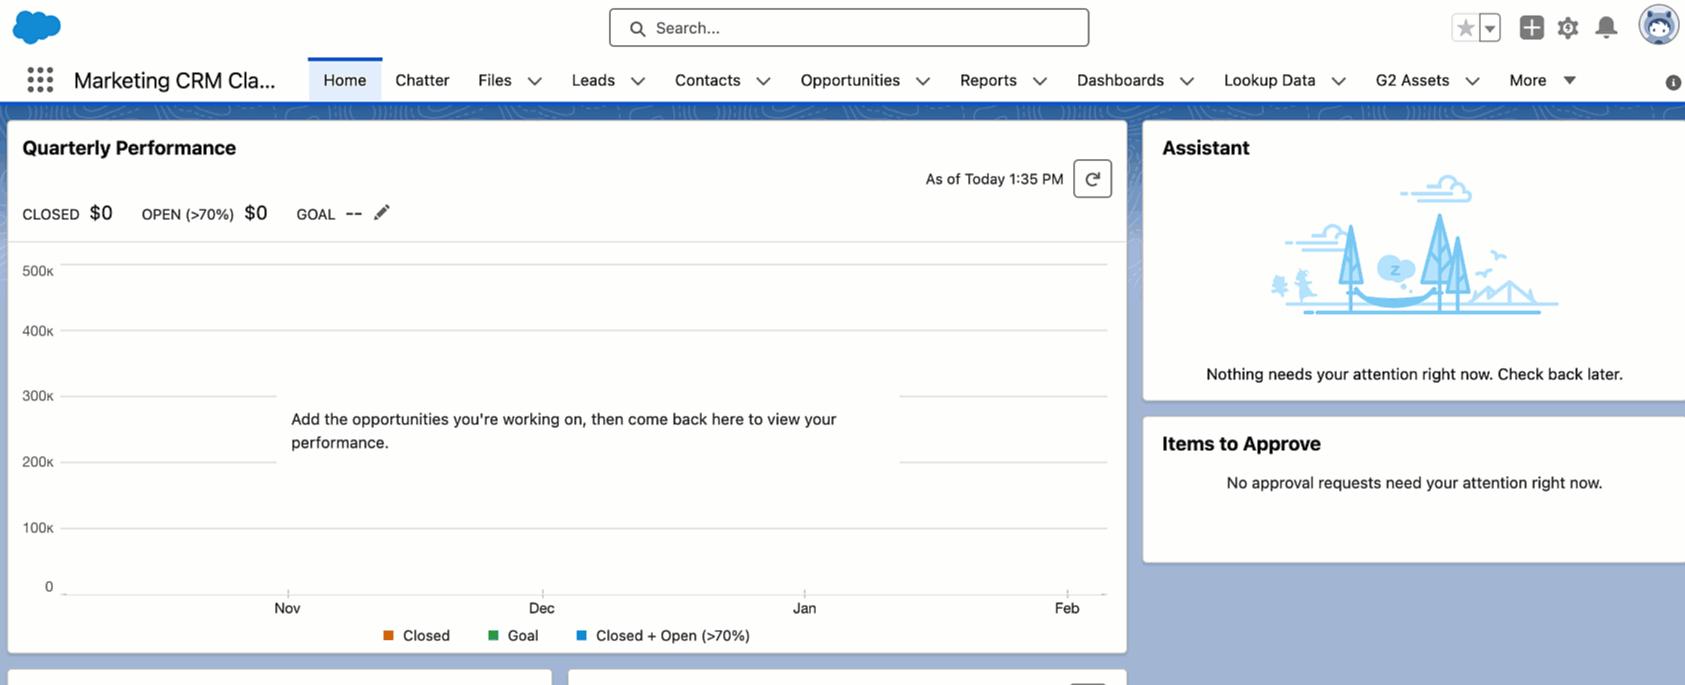 Search...
Marketing CRM Cla...
Home
Chatter
Files
Leads
Contacts
Opportunities
Reports
Dashboards
Lookup Data
G2 Assets
More
Quarterly Performance
As of Today 1:35 PM
CLOSED $0 OPEN (>70%) $0 GOAL --
500K
400K
300K
200K
100K
0
Add the opportunities you're working on, then come back here to view your
performance.
Nov Dec Jan Feb
Closed Goal Closed + Open (>70%)
Assistant
z
Nothing needs your attention right now. Check back later.
Items to Approve
No approval requests need your attention right now.